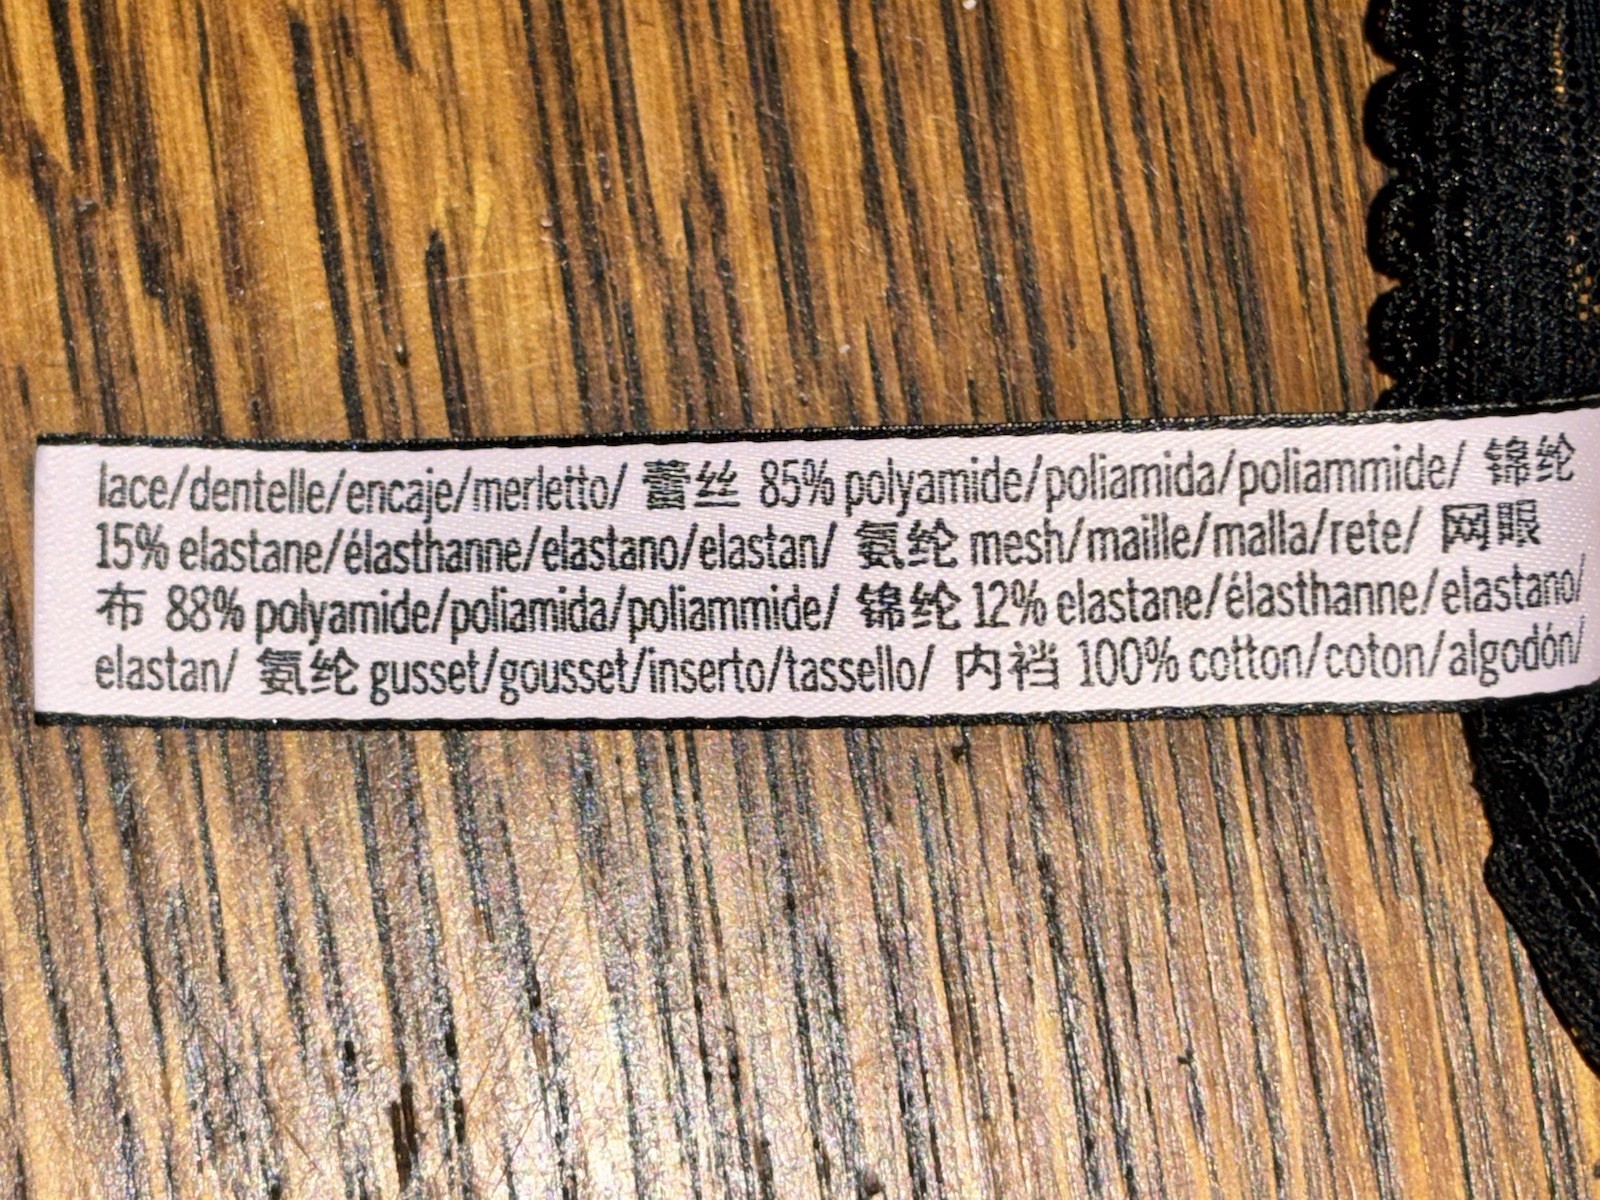 lace/dentelle/encaje/merletto/ 蕾丝 85% polyamide/poliamida/poliammide/ 锦纶
15% elastane/élasthanne/elastano/elastan/ 氨纶 mesh/maille/malla/rete/ 网眼
布 88% polyamide/poliamida/poliammide/ 锦纶 12% elastane/élasthanne/elastano/
elastan/ 氨纶 gusset/gousset/inserto/tassello/ 内裆 100% cotton/coton/algodón/